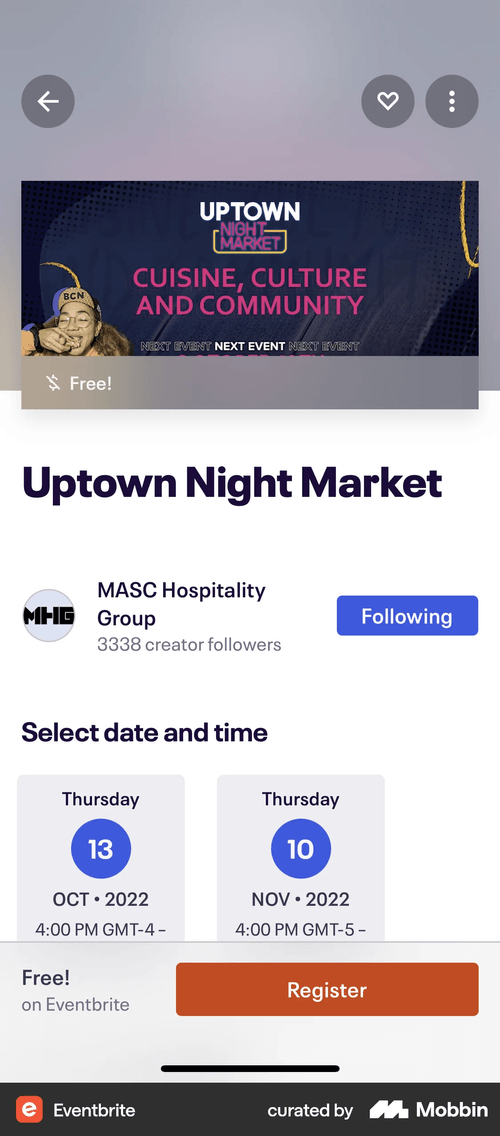 UPTOWN
NIGHT
MARKET
CUISINE, CULTURE
AND COMMUNITY
BCN
NEXT EVENT NEXT EVENT NEXT EVENT
Free!
Uptown Night Market
MHG
MASC Hospitality
Group
3338 creator followers
Following
Select date and time
Thursday
13
OCT • 2022
4:00 PM GMT-4 –
Thursday
10
NOV • 2022
4:00 PM GMT-5 –
Free!
on Eventbrite
Register
Eventbrite
curated by
Mobbin